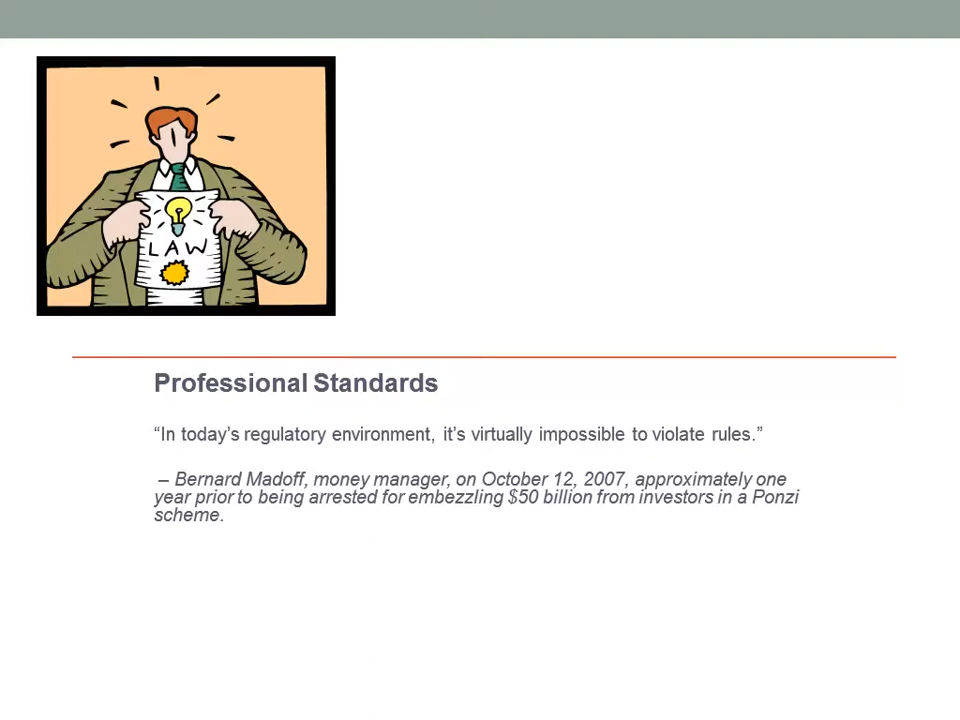 LAW
Professional Standards
“In today’s regulatory environment, it’s virtually impossible to violate rules.”
– Bernard Madoff, money manager, on October 12, 2007, approximately one
year prior to being arrested for embezzling $50 billion from investors in a Ponzi
scheme.